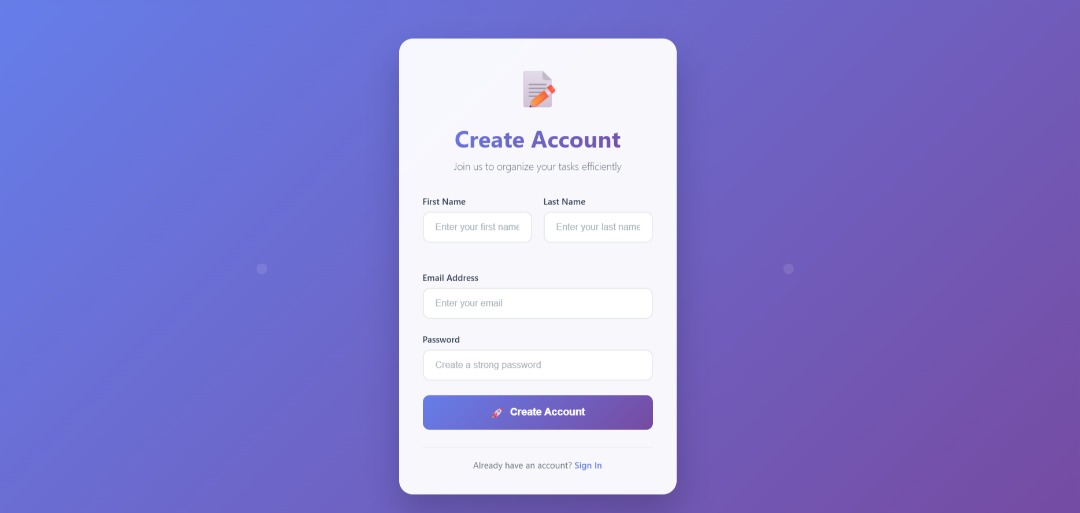 Create Account
Join us to organize your tasks efficiently
First Name Last Name
Enter your first name Enter your last name
Email Address
Enter your email
Password
Create a strong password
Create Account
Already have an account? Sign In